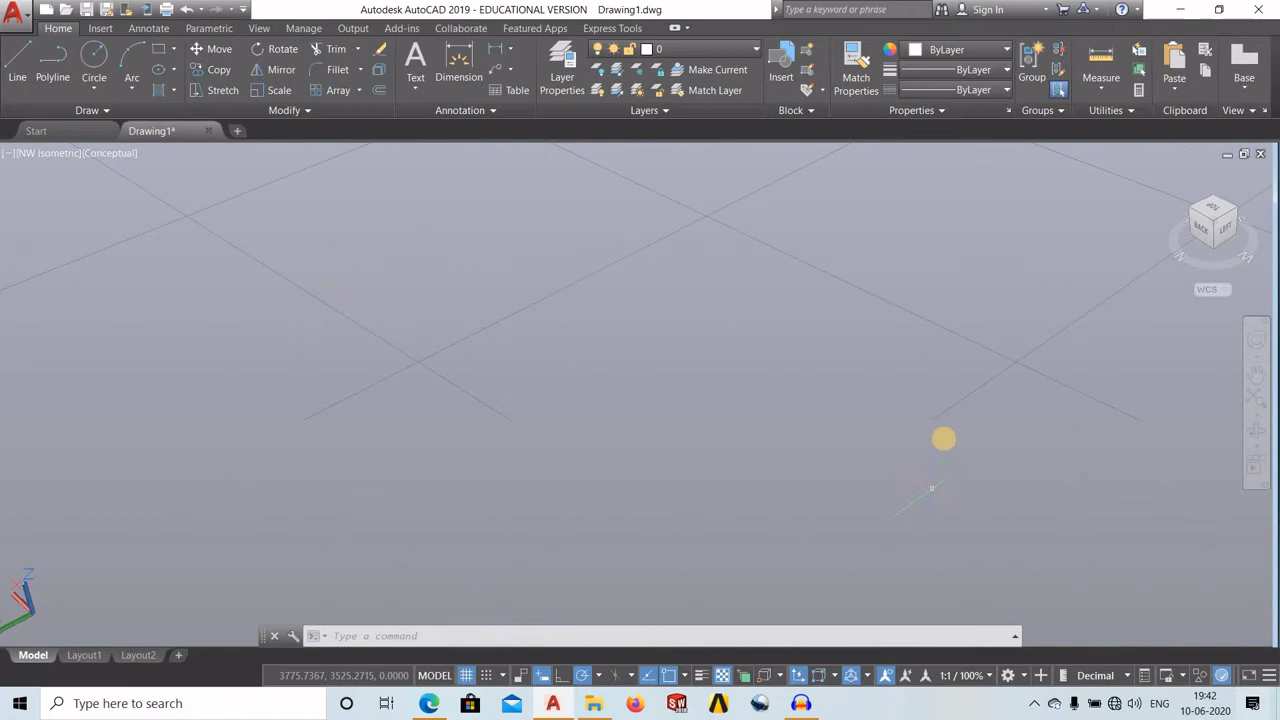 Autodesk AutoCAD 2019 - EDUCATIONAL VERSION Drawing1.dwg
Type a keyword or phrase
Sign In
Home Insert Annotate Parametric View Manage Output Add-ins Collaborate Featured Apps Express Tools
Line Polyline Circle Arc
Move Rotate Trim
Copy Mirror Fillet
Stretch Scale Array
Text Dimension Table
Layer Properties
0
Make Current
Match Layer
Insert
Match Properties
ByLayer
ByLayer
ByLayer
Group
Measure
Paste
Base
Draw Modify Annotation Layers Block Properties Groups Utilities Clipboard View
Start Drawing1*
[−][NW Isometric][Conceptual]
TOP
BACK LEFT
WCS
Z
X
Type a command
Model Layout1 Layout2
3775.7367, 3525.2715, 0.0000 MODEL 1:1 / 100% Decimal
Type here to search
ENG
19:42
10-06-2020